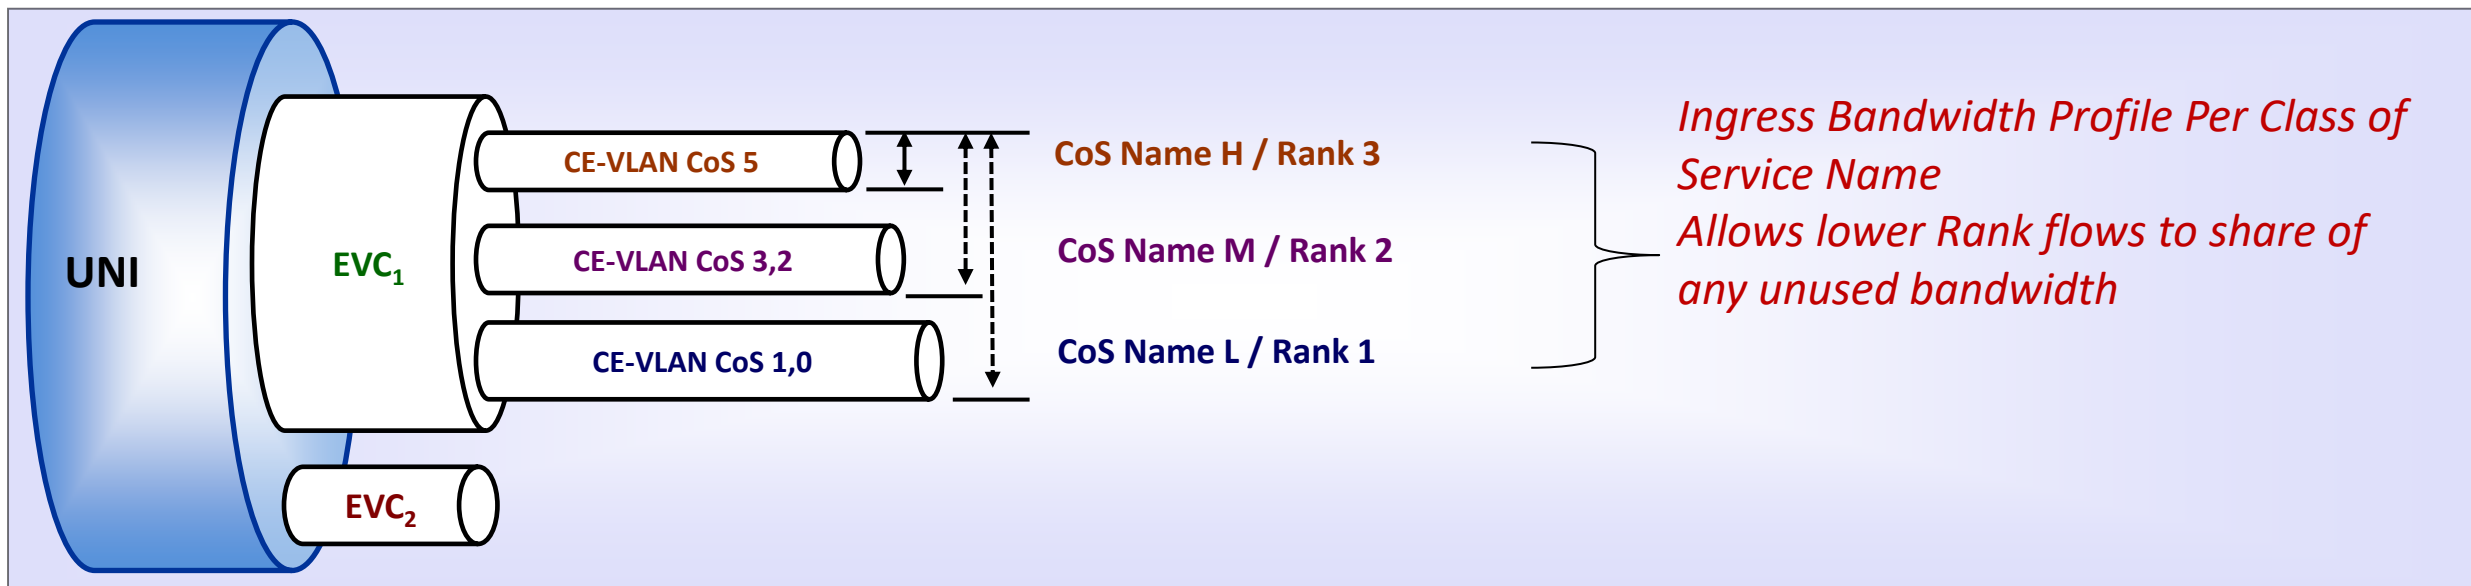 UNI
EVC1
CE-VLAN CoS 5
CE-VLAN CoS 3,2
CE-VLAN CoS 1,0
EVC2
CoS Name H / Rank 3
CoS Name M / Rank 2
CoS Name L / Rank 1
Ingress Bandwidth Profile Per Class of
Service Name
Allows lower Rank flows to share of
any unused bandwidth